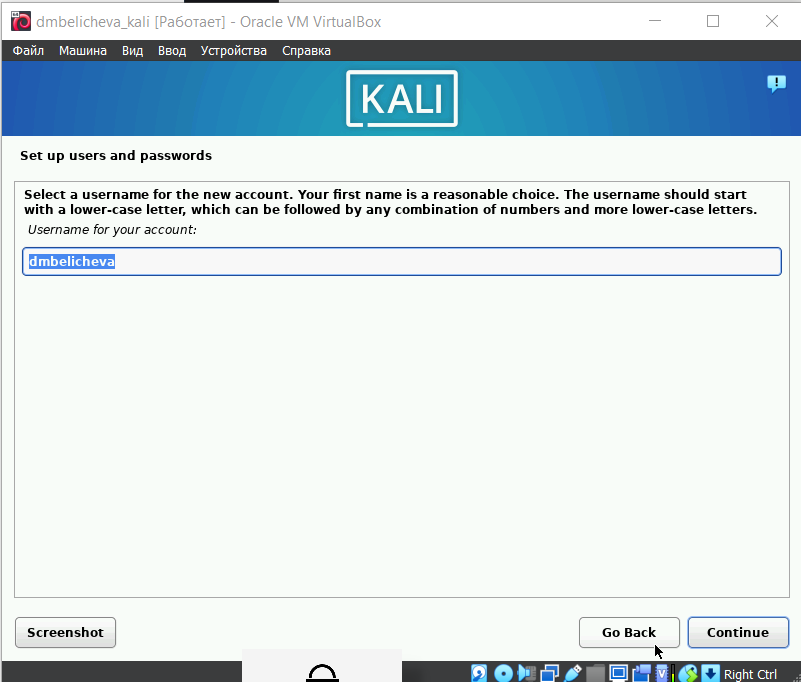 dmbelicheva_kali [Работает] - Oracle VM VirtualBox
Файл Машина Вид Ввод Устройства Справка
KALI
Set up users and passwords
Select a username for the new account. Your first name is a reasonable choice. The username should start
with a lower-case letter, which can be followed by any combination of numbers and more lower-case letters.
Username for your account:
dmbelicheva
Screenshot Go Back Continue
Right Ctrl